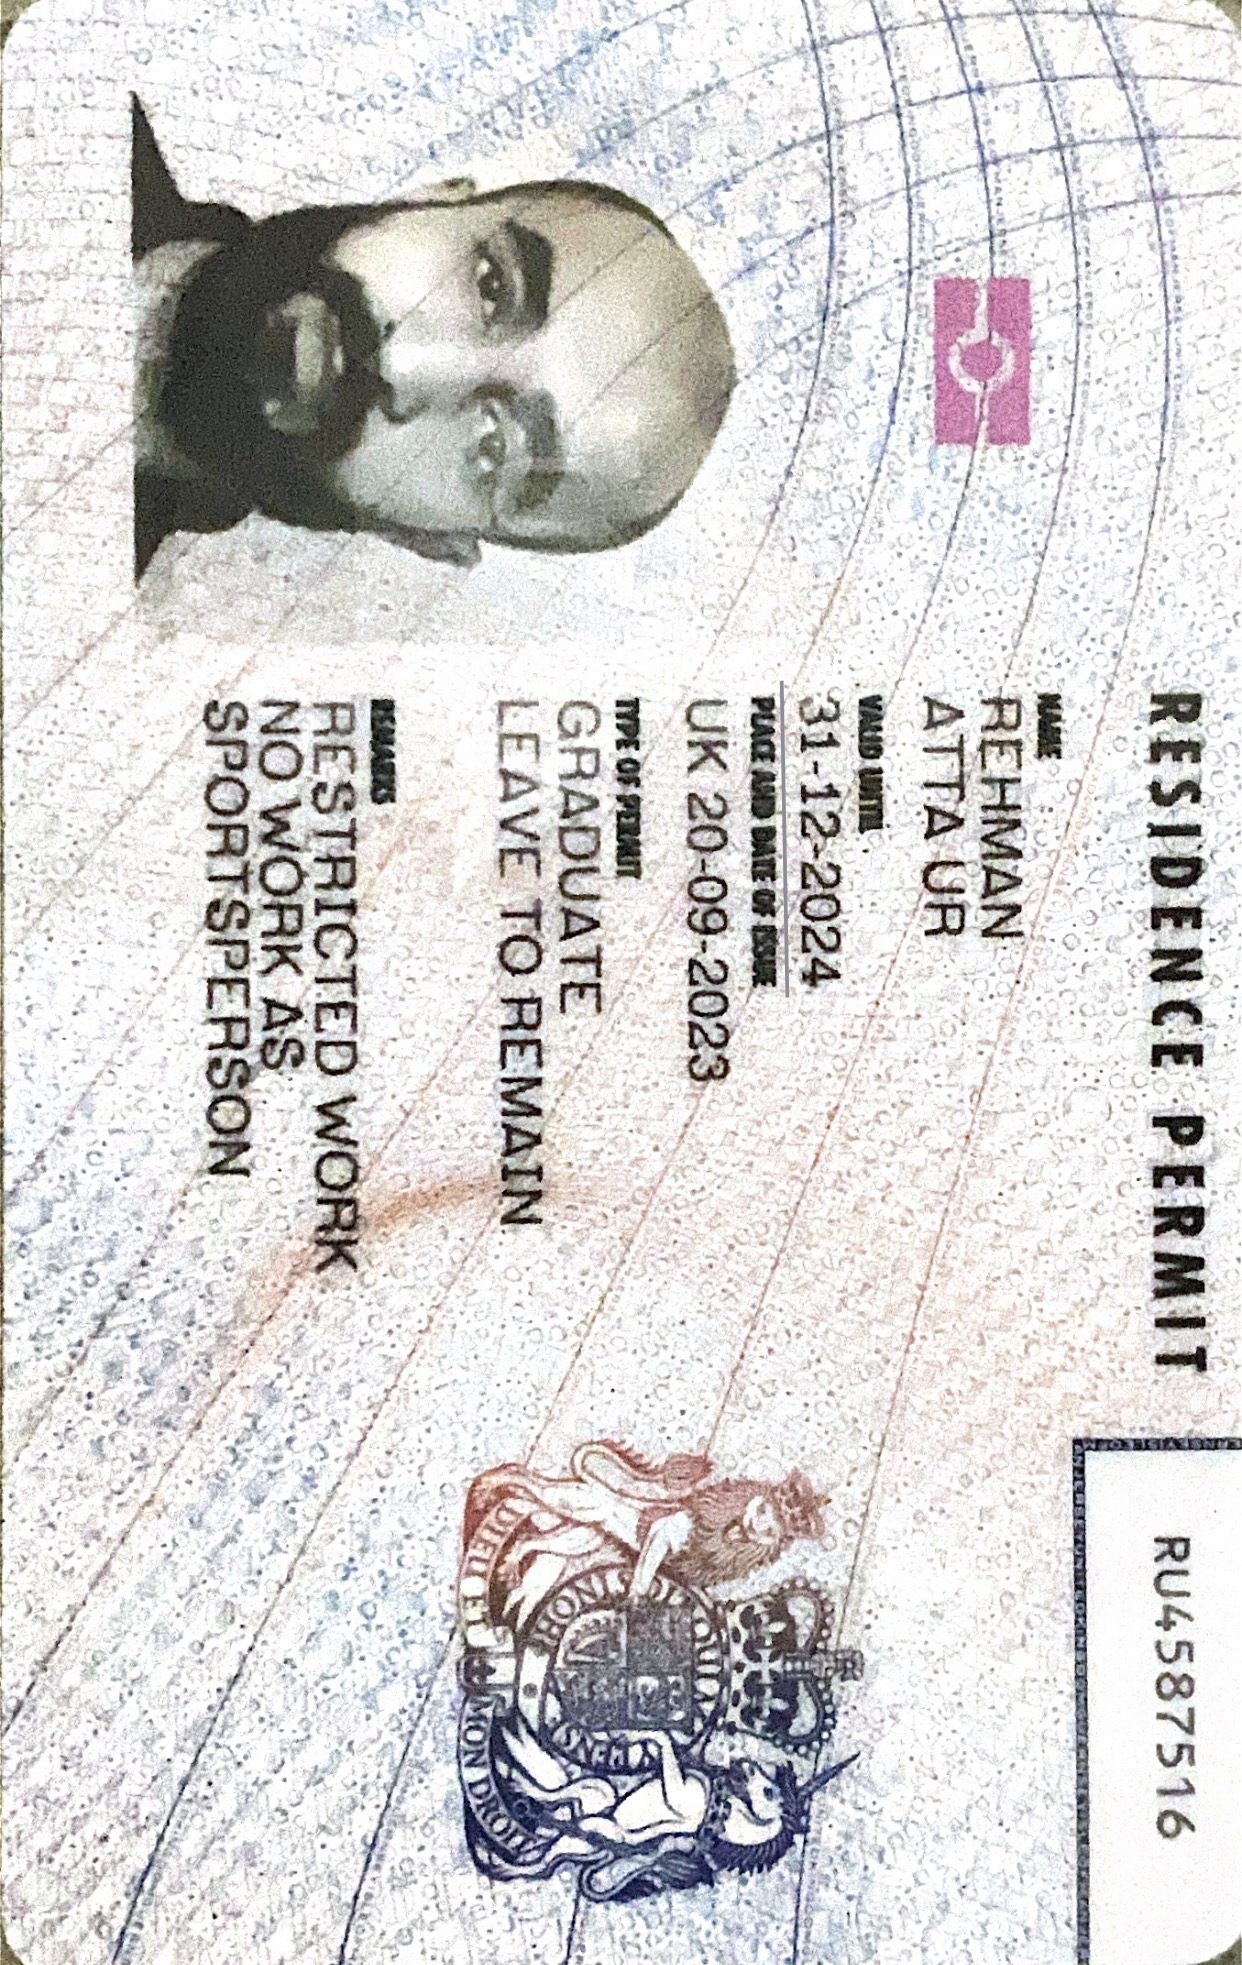 RESIDENCE PERMIT
RU4587516
NAME
REHMAN
ATTA UR
VALID UNTIL
31-12-2024
PLACE AND DATE OF ISSUE
UK 20-09-2023
TYPE OF PERMIT
GRADUATE
LEAVE TO REMAIN
REMARKS
RESTRICTED WORK
NO WORK AS
SPORTSPERSON
HONI SOIT QUI MAL Y PENSE
DIEU ET MON DROIT